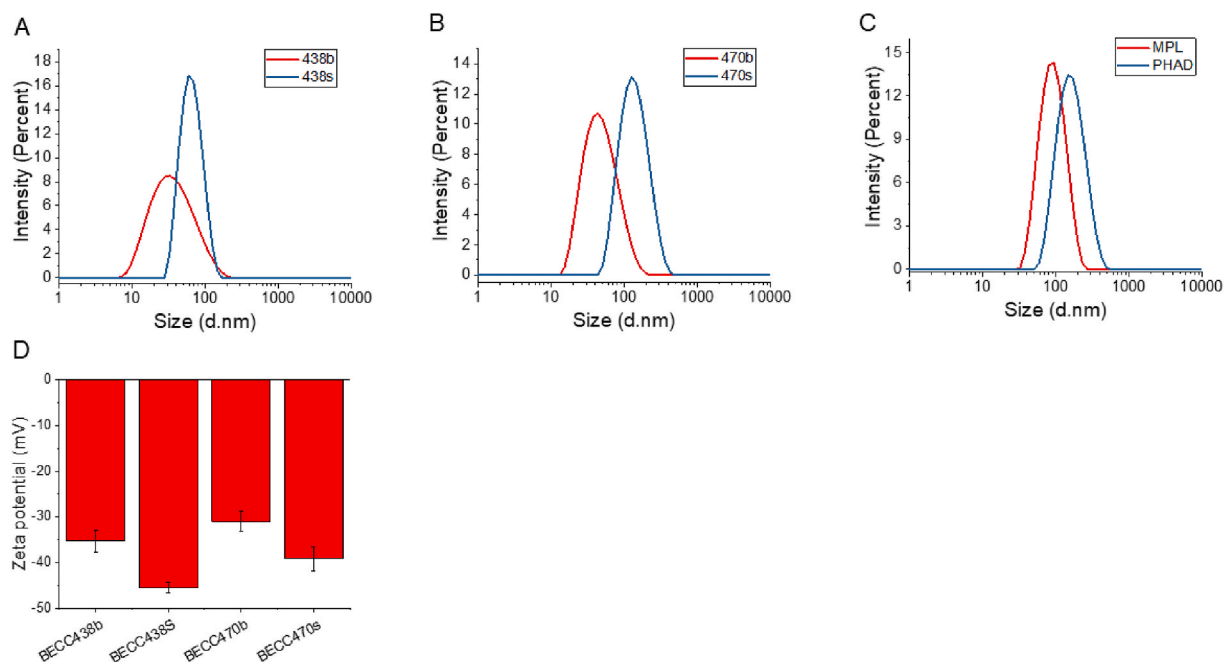 A
438b
438s
Intensity (Percent)
18
16
14
12
10
8
6
4
2
0
1
10
100
1000
10000
Size (d.nm)
B
470b
470s
Intensity (Percent)
14
12
10
8
6
4
2
0
1
10
100
1000
10000
Size (d.nm)
C
MPL
PHAD
Intensity (Percent)
15
12
9
6
3
0
1
10
100
1000
10000
Size (d.nm)
D
Zeta potential (mV)
0
-10
-20
-30
-40
-50
BECC438b
BECC438S
BECC470b
BECC470s